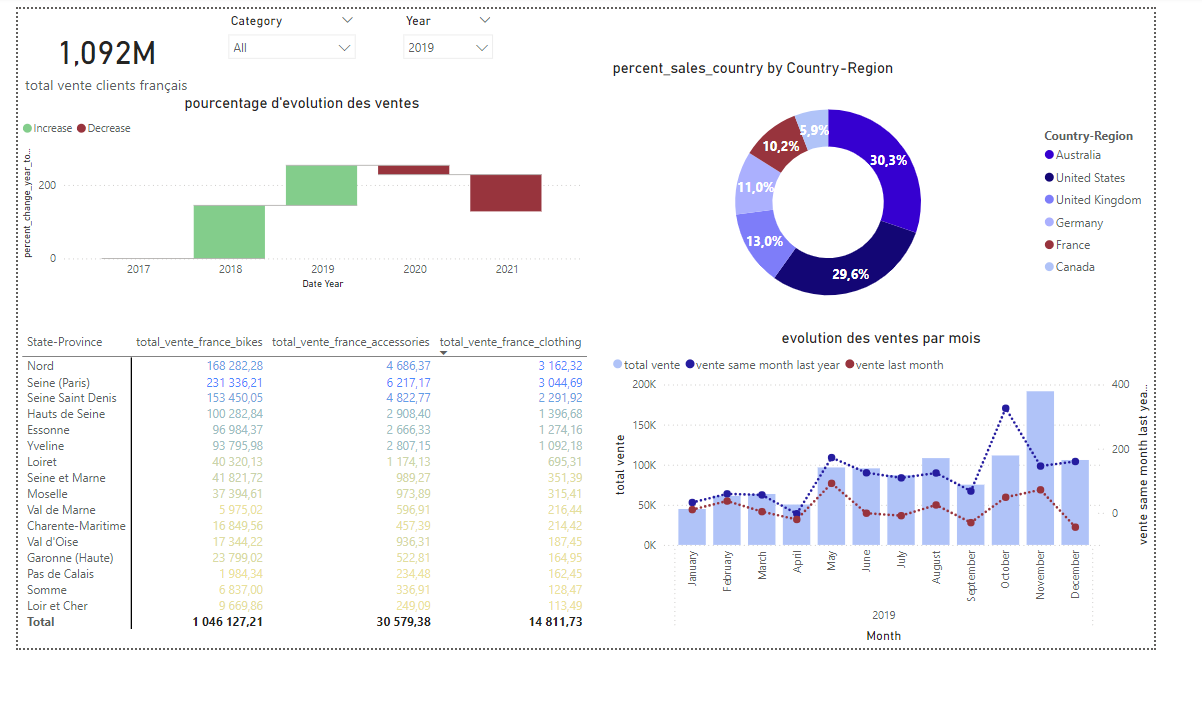 Category
Year
All
2019
1,092M
total vente clients français
pourcentage d'evolution des ventes
Increase Decrease
percent_change_year_to...
200
0
2017 2018 2019 2020 2021
Date Year
percent_sales_country by Country-Region
30,3%
29,6%
13,0%
11,0%
10,2%
5,9%
Country-Region
Australia
United States
United Kingdom
Germany
France
Canada
State-Province total_vente_france_bikes total_vente_france_accessories total_vente_france_clothing
Nord 168 282,28 4 686,37 3 162,32
Seine (Paris) 231 336,21 6 217,17 3 044,69
Seine Saint Denis 153 450,05 4 822,77 2 291,92
Hauts de Seine 100 282,84 2 908,40 1 396,68
Essonne 96 984,37 2 666,33 1 274,16
Yveline 93 795,98 2 807,15 1 092,18
Loiret 40 320,13 1 174,13 695,31
Seine et Marne 41 821,72 989,27 351,39
Moselle 37 394,61 973,89 315,41
Val de Marne 5 975,02 596,91 216,44
Charente-Maritime 16 849,56 457,39 214,42
Val d'Oise 17 344,22 936,31 187,45
Garonne (Haute) 23 799,02 522,81 164,95
Pas de Calais 1 984,34 234,48 162,45
Somme 6 837,00 336,91 128,47
Loir et Cher 9 669,86 249,09 113,49
Total 1 046 127,21 30 579,38 14 811,73
evolution des ventes par mois
total vente vente same month last year vente last month
total vente
200K
150K
100K
50K
0K
400
200
0
vente same month last yea...
January February March April May June July August September October November December
2019
Month